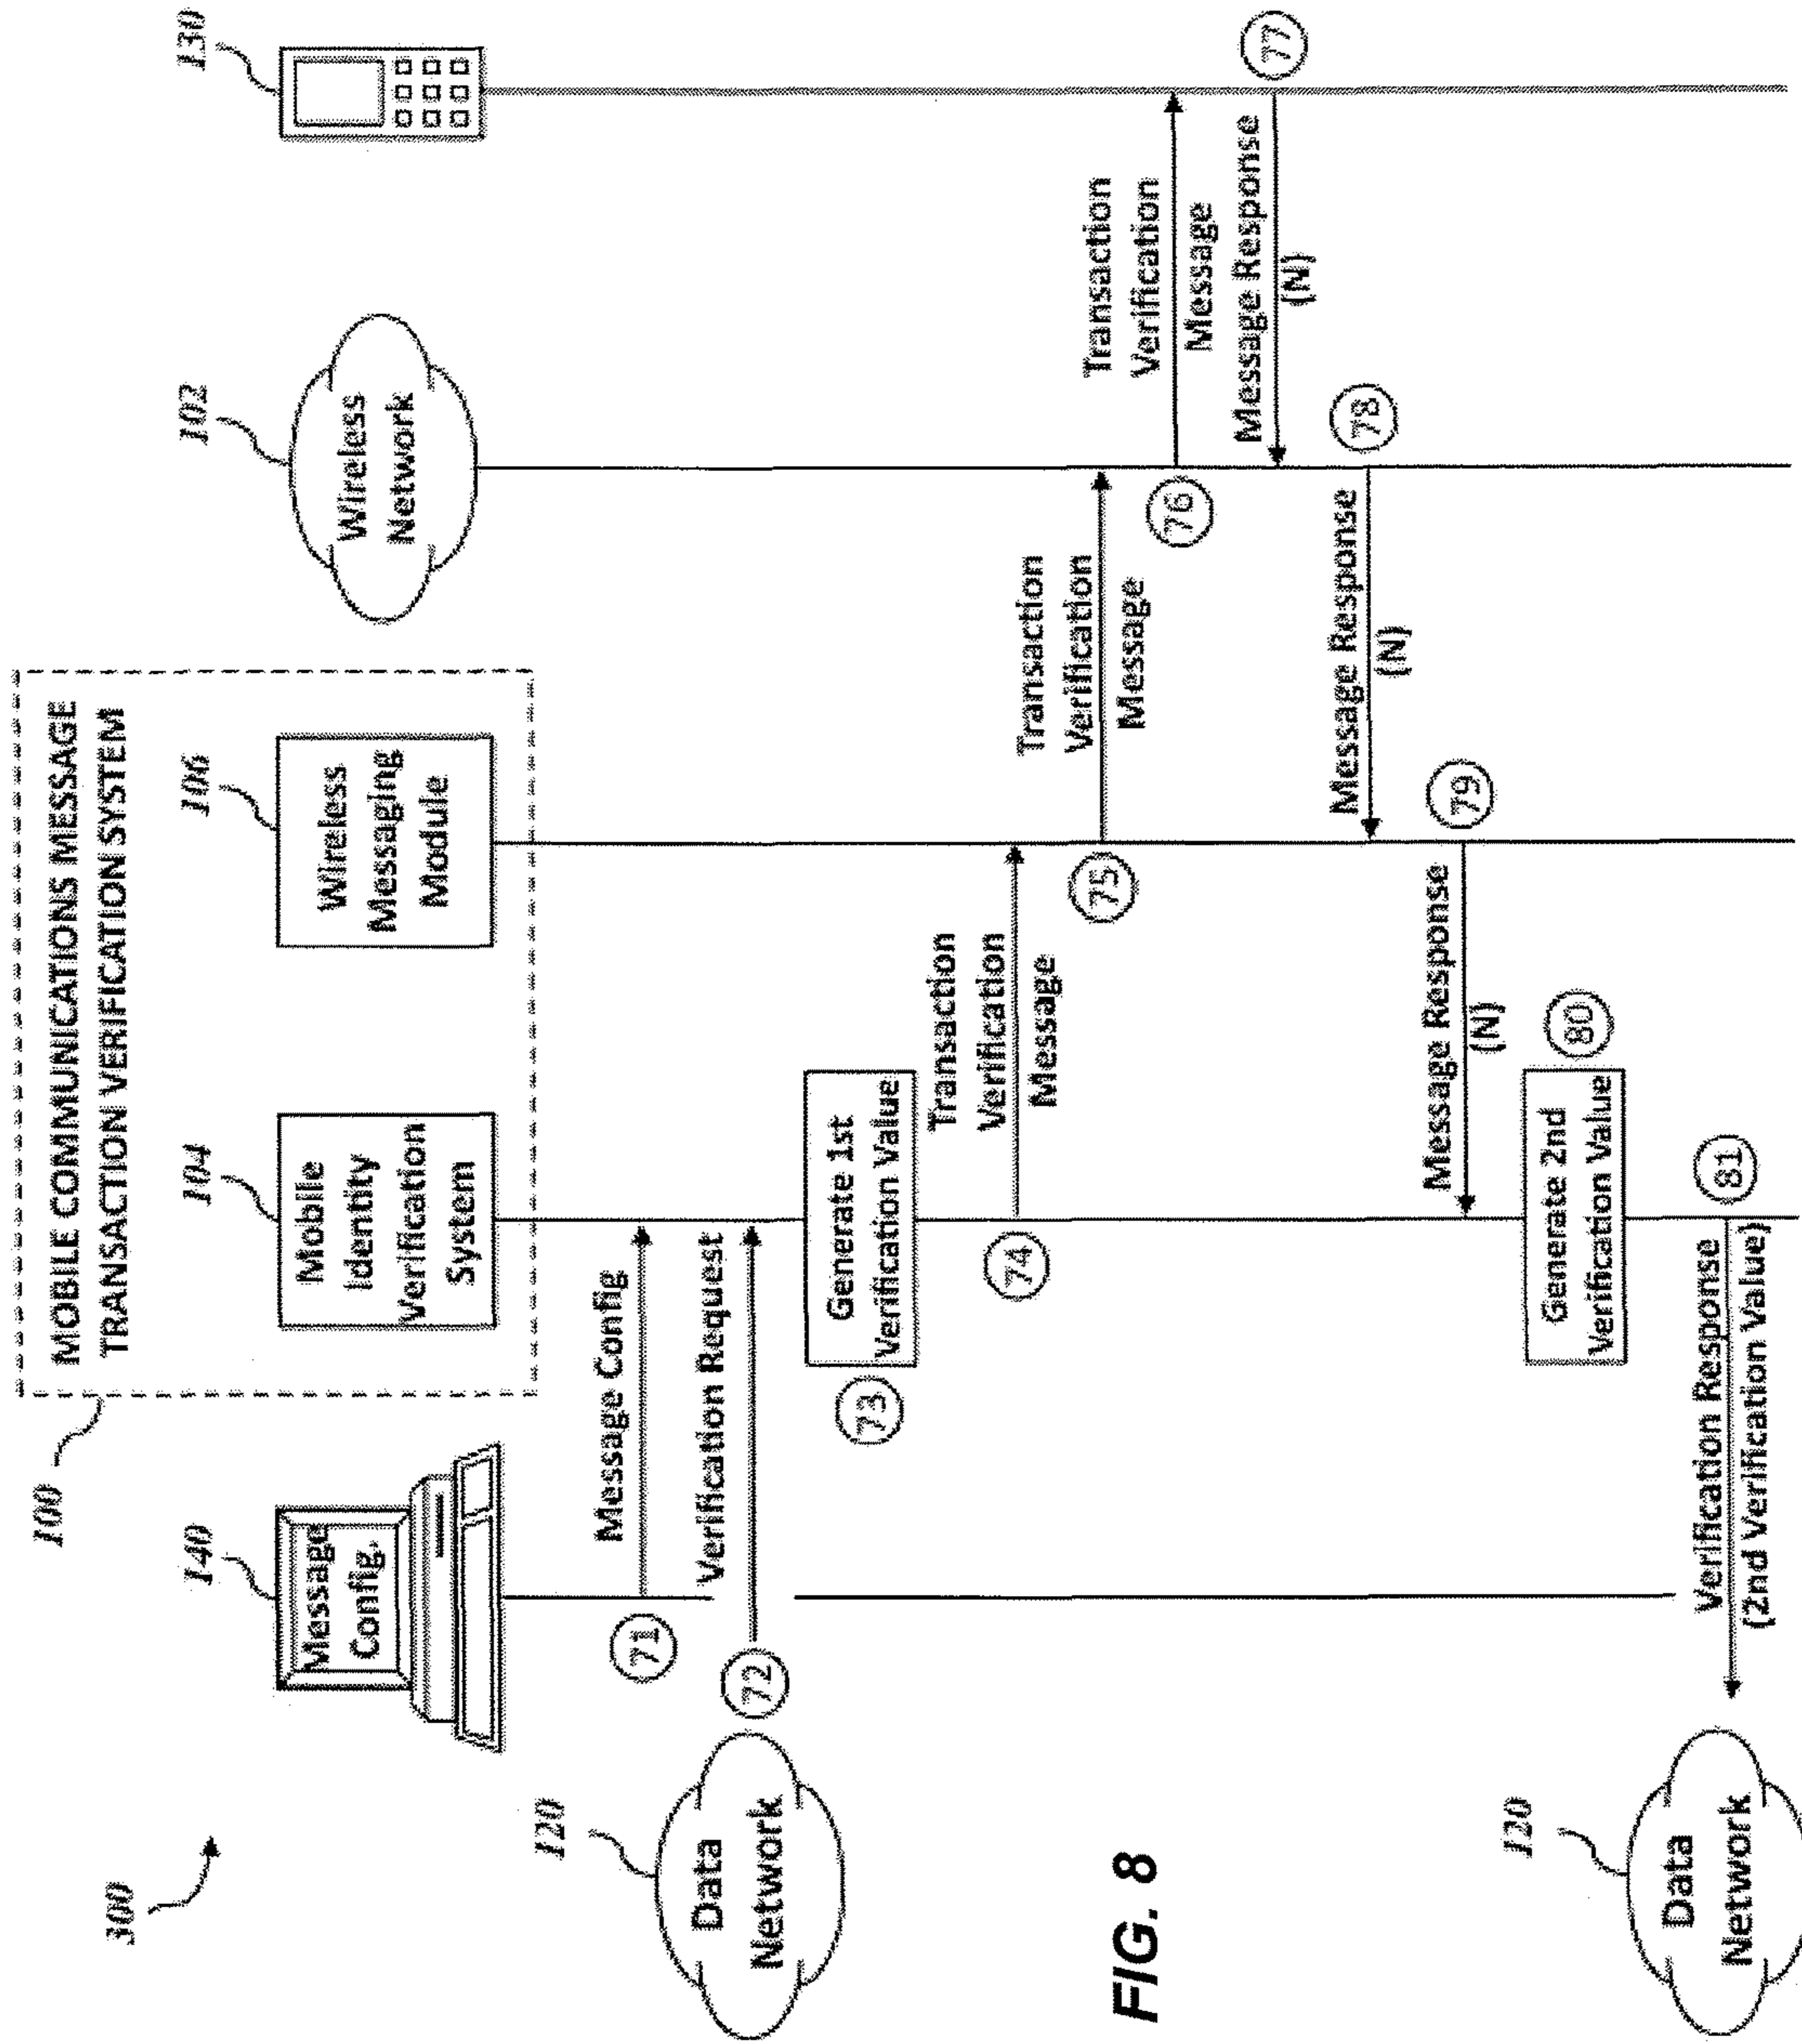 300
100
MOBILE COMMUNICATIONS MESSAGE
TRANSACTION VERIFICATION SYSTEM
140
104
106
102
130
Message
Config.
Mobile
Identity
Verification
System
Wireless
Messaging
Module
Wireless
Network
120
Data
Network
71
Message Config
72
Verification Request
73
Generate 1st
Verification Value
74
Transaction
Verification
Message
75
Transaction
Verification
Message
76
Transaction
Verification
Message
77
Message Response
(N)
78
Message Response
(N)
79
Message Response
(N)
80
Generate 2nd
Verification Value
81
Verification Response
(2nd Verification Value)
120
Data
Network
FIG. 8